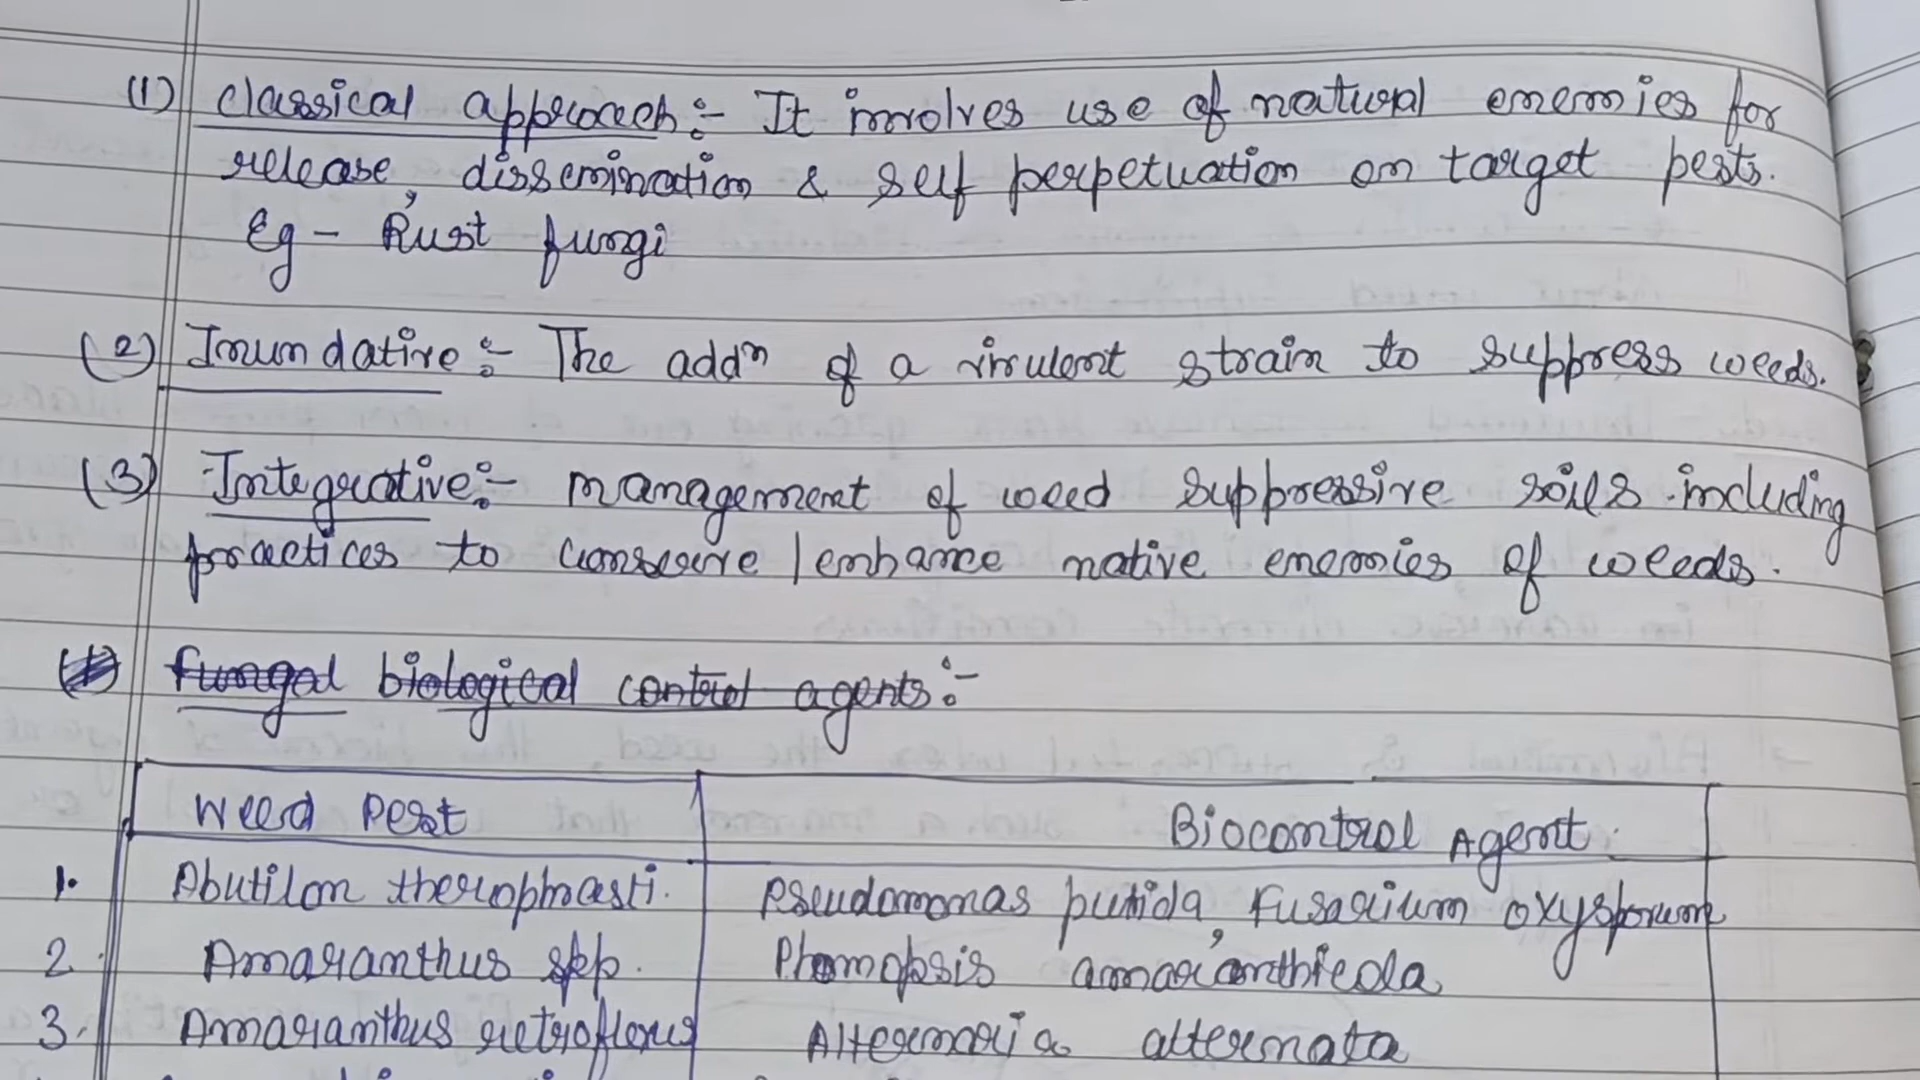 (1) classical approach:- It involves use of natural enemies for
release, dissemination & self perpetuation on target pests.
Eg - Rust fungi
(2) Inundative:- The addn of a virulent strain to suppress weeds.
(3) Integrative:- management of weed suppressive soils including
practices to conserve / enhance native enemies of weeds.
fungal biological control agents:-
Weed Pest Biocontrol Agent
1. Abutilon therophrasti. Pseudomonas putida, Fusarium oxysporum
2. Amaranthus spp. Phomopsis amaranthicola
3. Amaranthus retroflexus Alternaria alternata